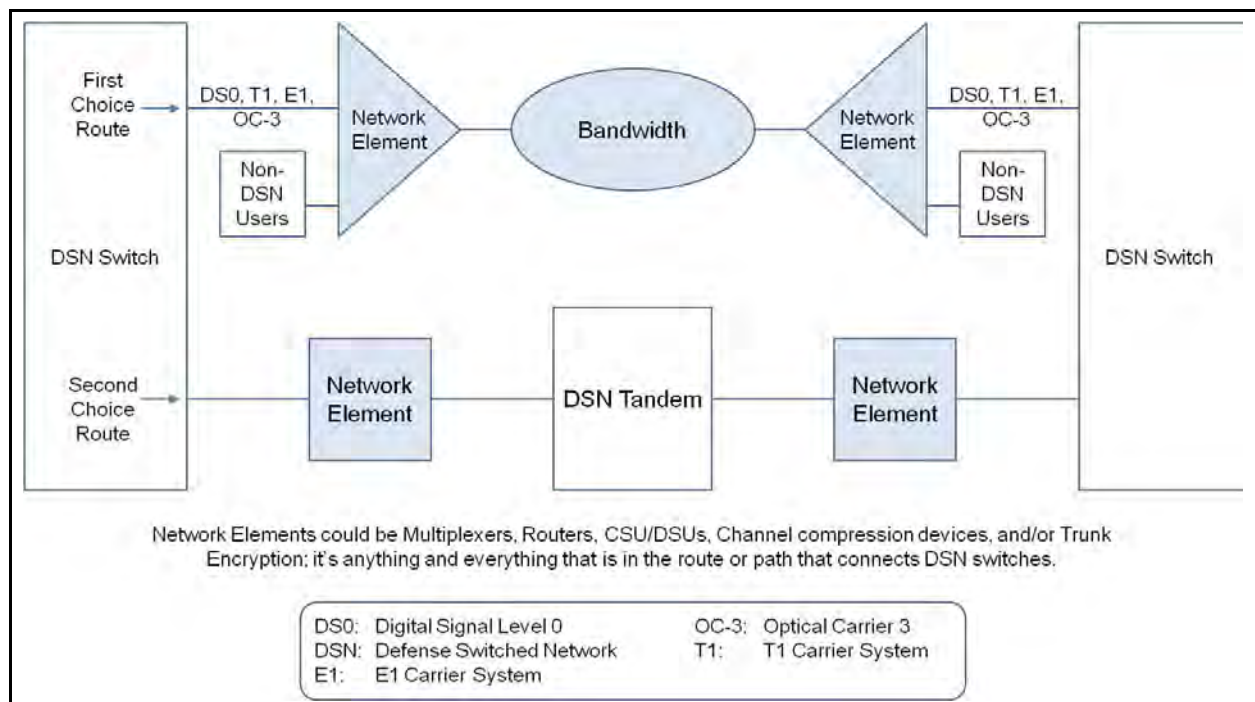 First
Choice
Route
DS0, T1, E1,
OC-3
Network
Element
Bandwidth
Network
Element
DS0, T1, E1,
OC-3
Non-
DSN
Users
Non-
DSN
Users
DSN Switch
DSN Switch
Second
Choice
Route
Network
Element
DSN Tandem
Network
Element
Network Elements could be Multiplexers, Routers, CSU/DSUs, Channel compression devices, and/or Trunk
Encryption; it's anything and everything that is in the route or path that connects DSN switches.
DS0: Digital Signal Level 0
DSN: Defense Switched Network
E1: E1 Carrier System
OC-3: Optical Carrier 3
T1: T1 Carrier System